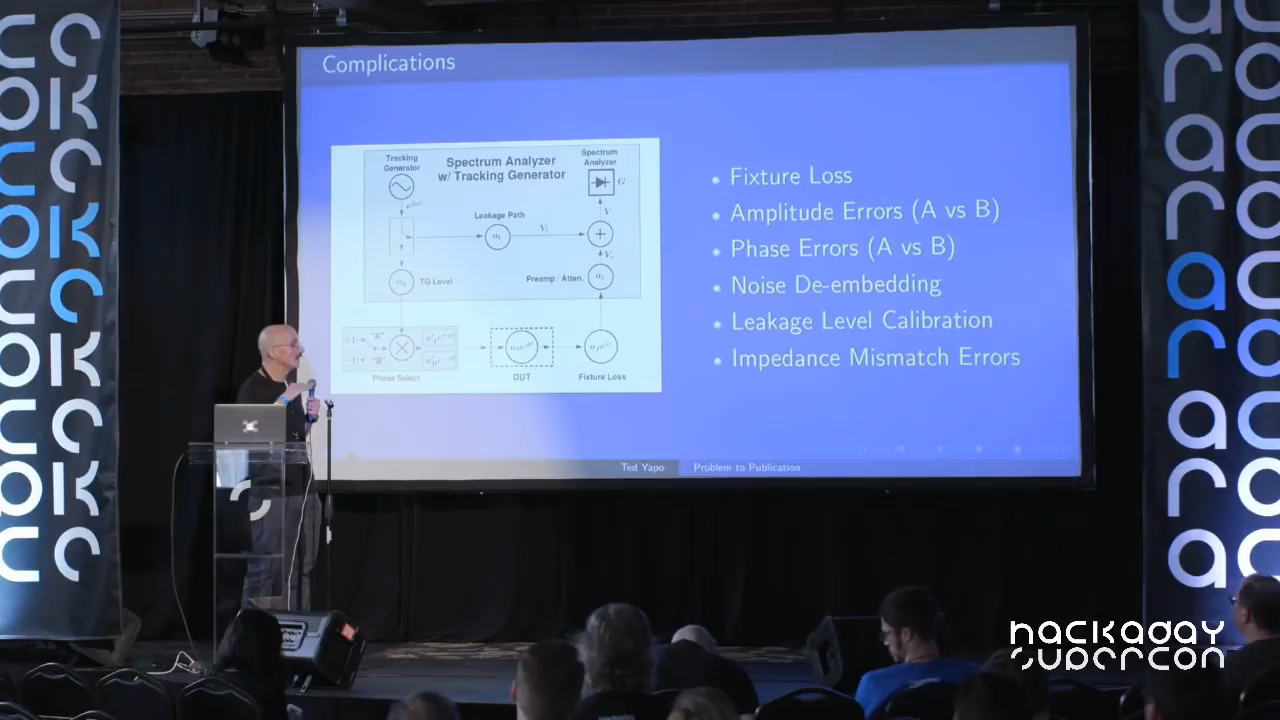 Complications
Tracking
Generator
Spectrum Analyzer
w/ Tracking Generator
Spectrum
Analyzer
G
Leakage Path
V
+
TG Level
Preamp / Atten.
Phase Select
DUT
Fixture Loss
• Fixture Loss
• Amplitude Errors (A vs B)
• Phase Errors (A vs B)
• Noise De-embedding
• Leakage Level Calibration
• Impedance Mismatch Errors
Ted Yapo Problem to Publication
hackaday
supercon